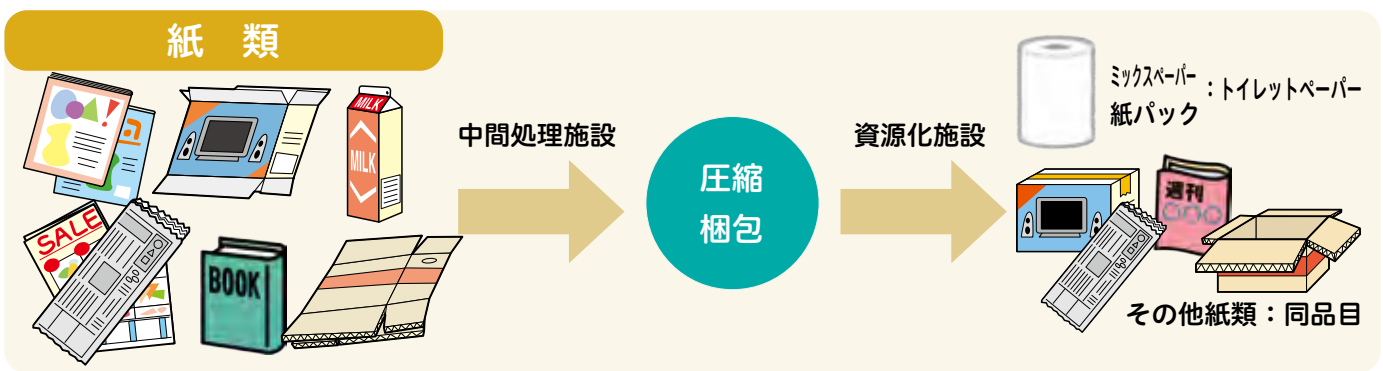 紙　類
MILK
MILK
SALE
BOOK
中間処理施設
圧縮
梱包
資源化施設
ミックスペーパー
紙パック
：トイレットペーパー
週刊
○○○
その他紙類：同品目